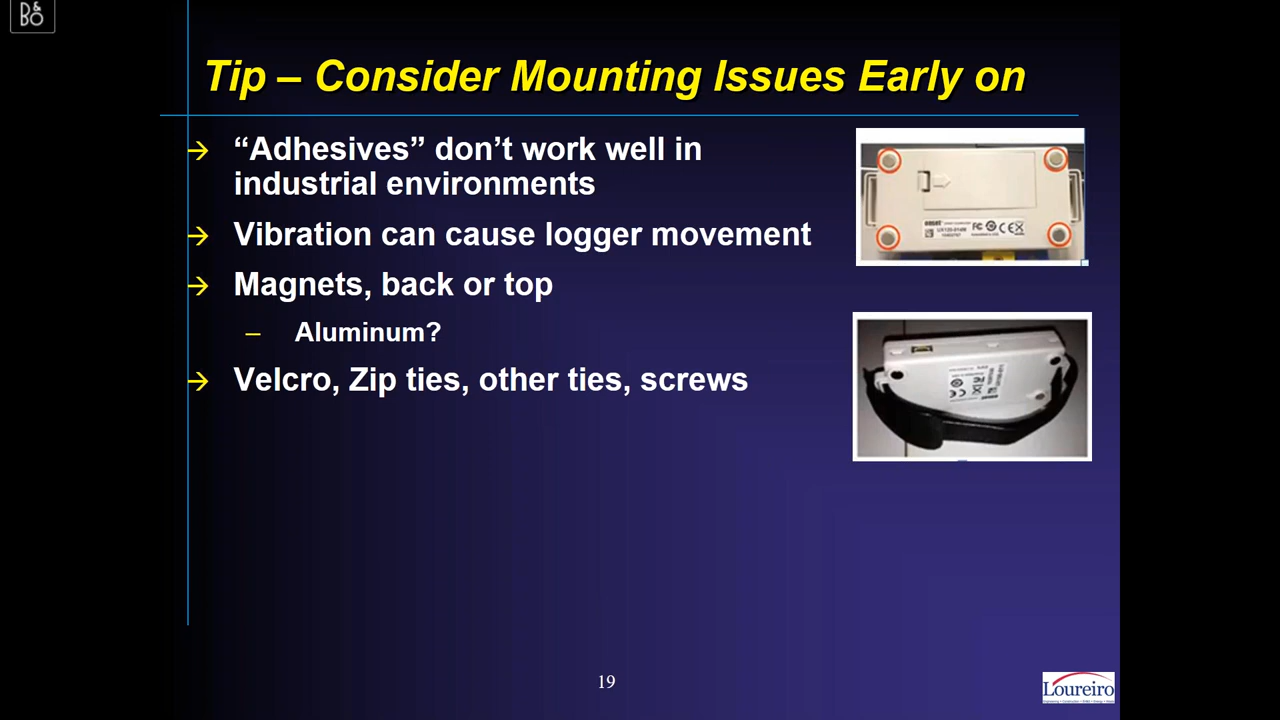 B&O
Tip – Consider Mounting Issues Early on
“Adhesives” don’t work well in
industrial environments
Vibration can cause logger movement
Magnets, back or top
– Aluminum?
Velcro, Zip ties, other ties, screws
19
Loureiro